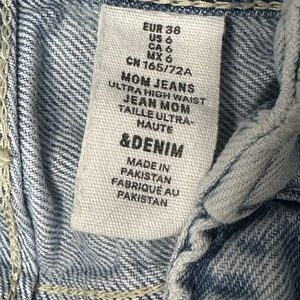 EUR 38
US 6
CA 6
MX 6
CN 165/72A
MOM JEANS
ULTRA HIGH WAIST
JEAN MOM
TAILLE ULTRA-
HAUTE
&DENIM
MADE IN
PAKISTAN
FABRIQUÉ AU
PAKISTAN